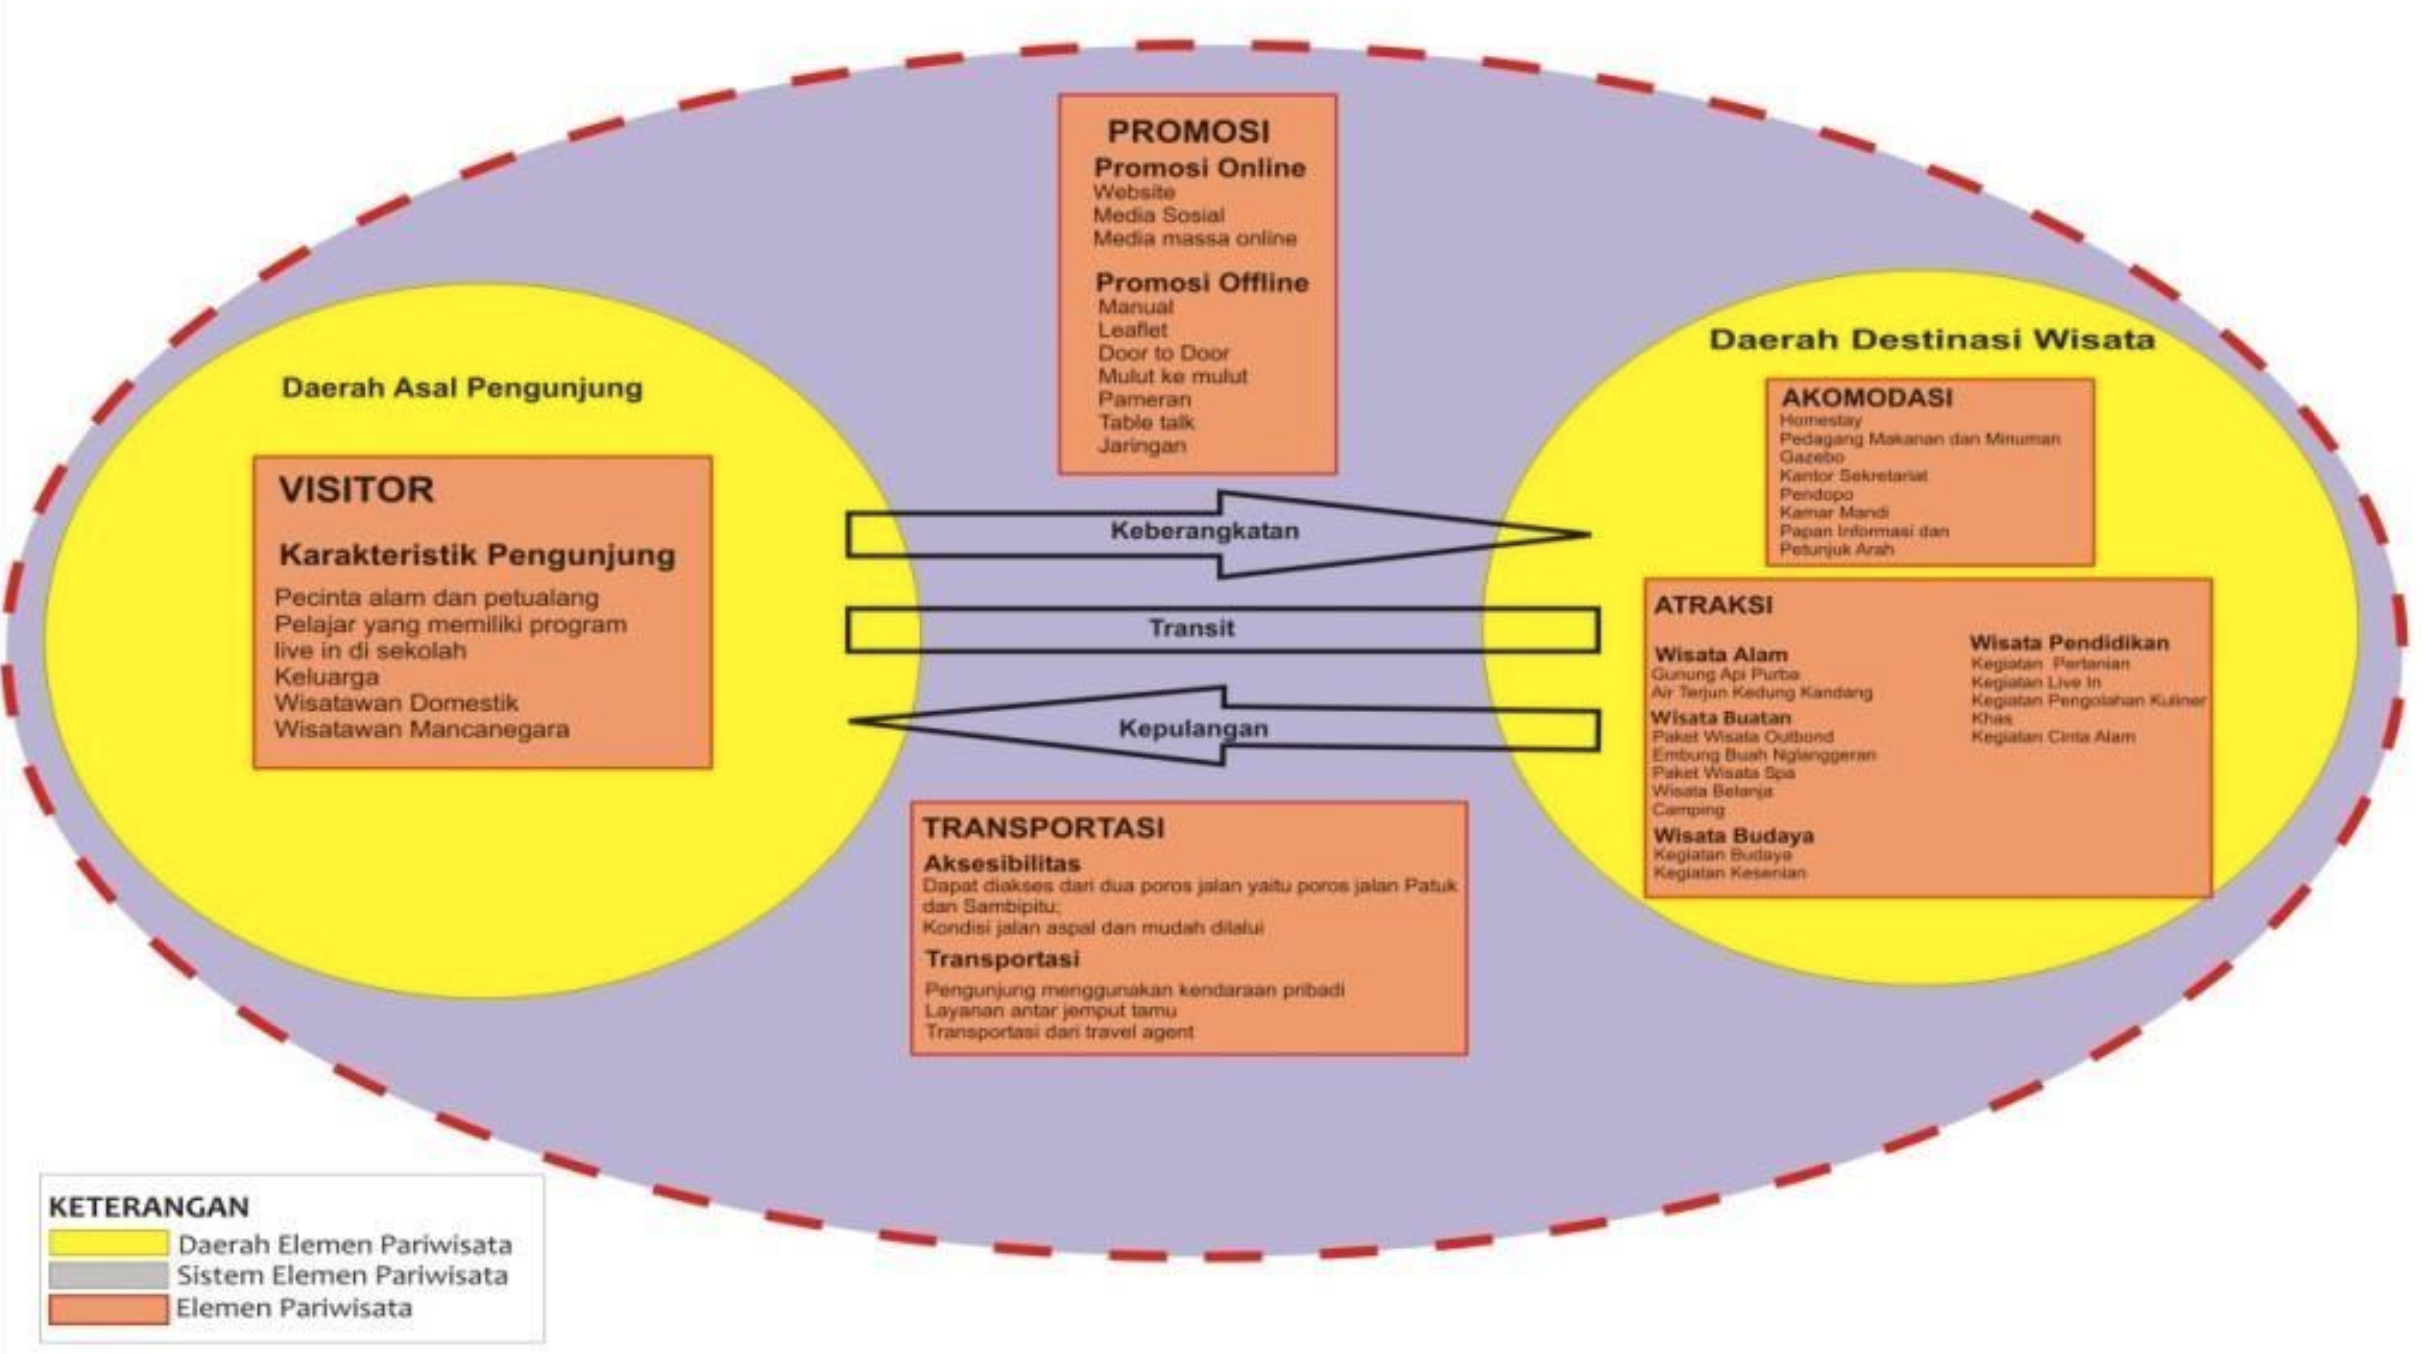 PROMOSI
Promosi Online
Website
Media Sosial
Media massa online
Promosi Offline
Manual
Leaflet
Door to Door
Mulut ke mulut
Pameran
Table talk
Jaringan
Daerah Asal Pengunjung
VISITOR
Karakteristik Pengunjung
Pecinta alam dan petualang
Pelajar yang memiliki program
live in di sekolah
Keluarga
Wisatawan Domestik
Wisatawan Mancanegara
Keberangkatan
Transit
Kepulangan
Daerah Destinasi Wisata
AKOMODASI
Homestay
Pedagang Makanan dan Minuman
Gazebo
Kantor Sekretariat
Pendopo
Kamar Mandi
Papan Informasi dan
Petunjuk Arah
ATRAKSI
Wisata Alam
Gunung Api Purba
Air Terjun Kedung Kandang
Wisata Buatan
Paket Wisata Outbond
Embung Buah Nglanggeran
Paket Wisata Spa
Wisata Belanja
Camping
Wisata Budaya
Kegiatan Budaya
Kegiatan Kesenian
Wisata Pendidikan
Kegiatan Pertanian
Kegiatan Live In
Kegiatan Pengolahan Kuliner
Khas
Kegiatan Cinta Alam
TRANSPORTASI
Aksesibilitas
Dapat diakses dari dua poros jalan yaitu poros jalan Patuk
dan Sambipitu;
Kondisi jalan aspal dan mudah dilalui
Transportasi
Pengunjung menggunakan kendaraan pribadi
Layanan antar jemput tamu
Transportasi dari travel agent
KETERANGAN
Daerah Elemen Pariwisata
Sistem Elemen Pariwisata
Elemen Pariwisata